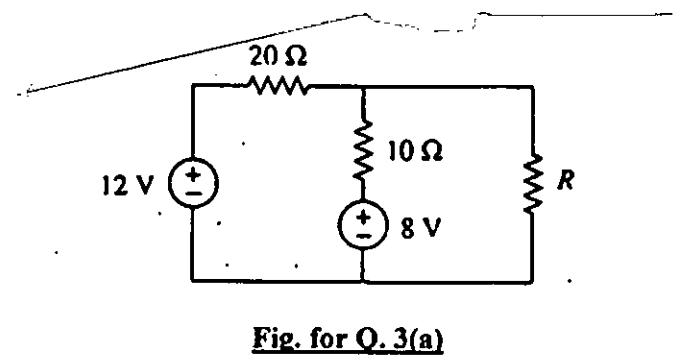 20 Ω
10 Ω
12 V
+
−
R
+
−
8 V
Fig. for Q. 3(a)